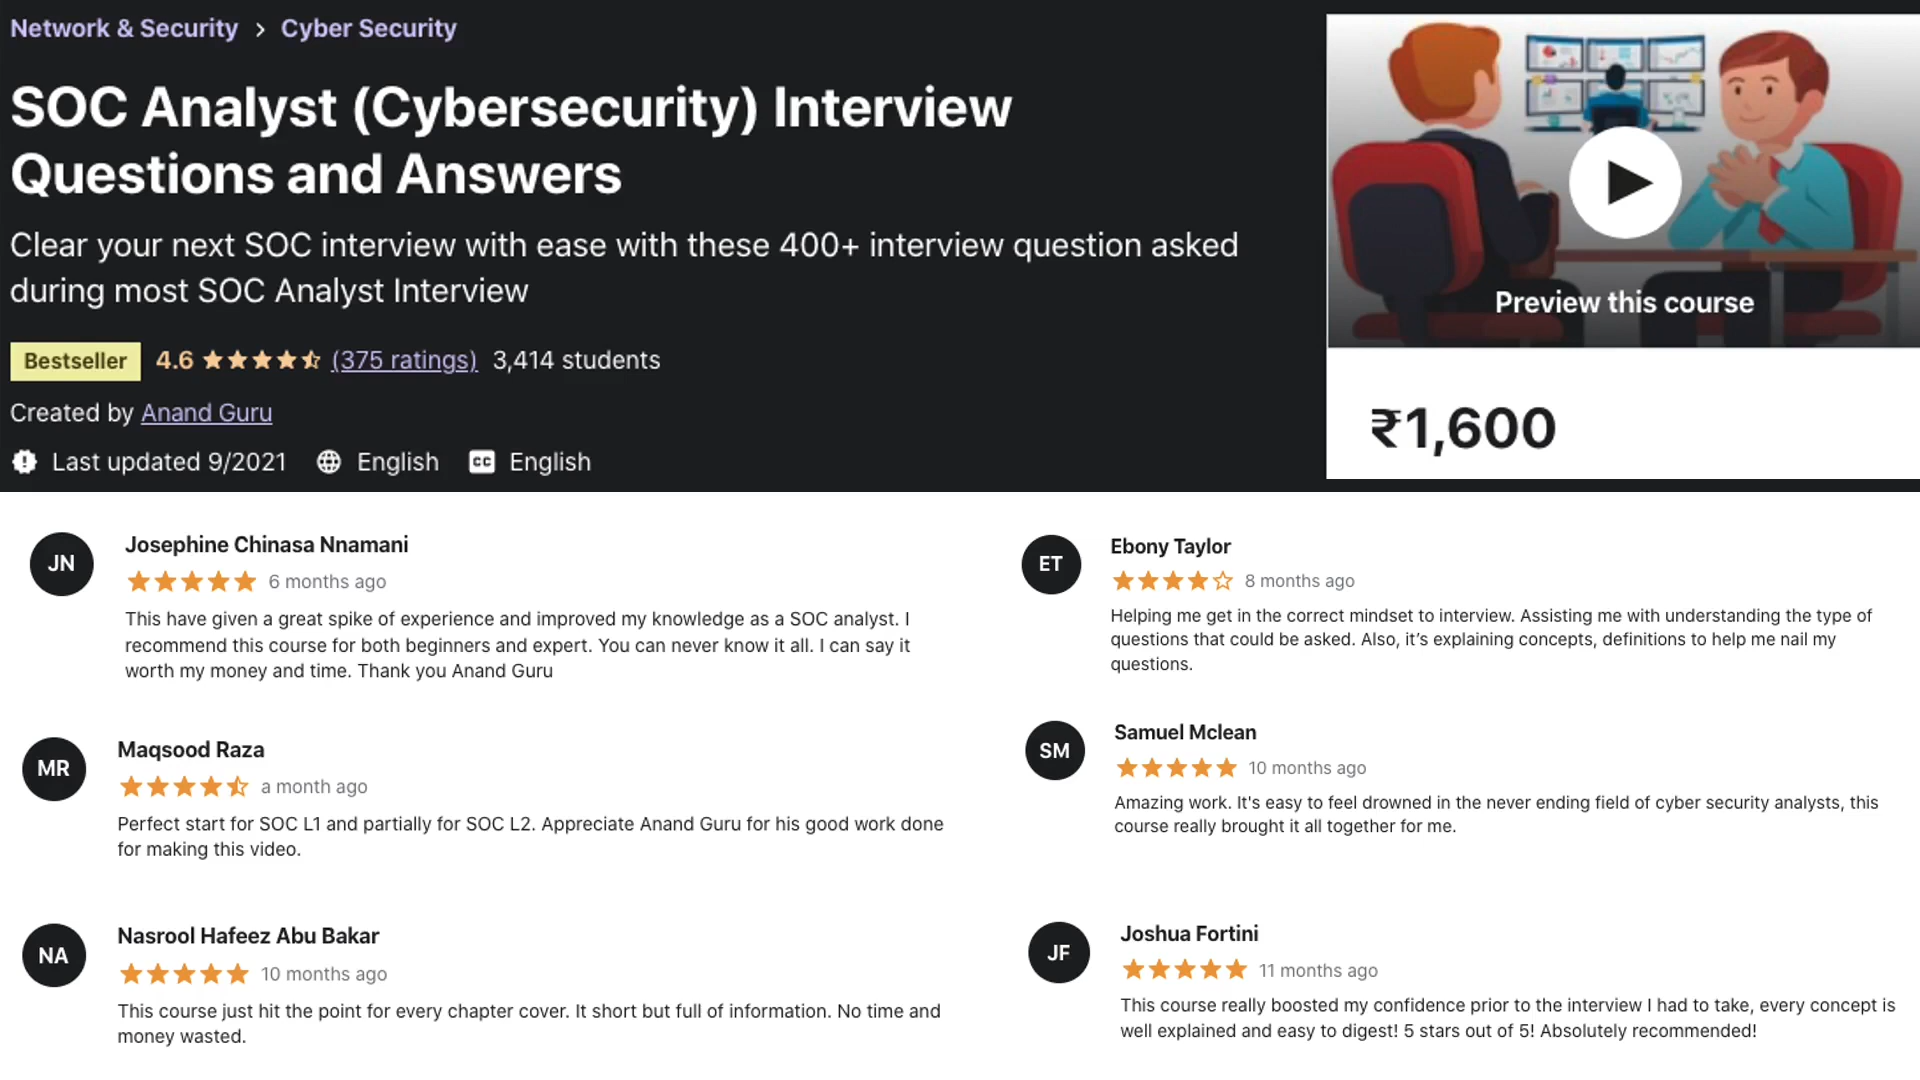 Network & Security > Cyber Security
SOC Analyst (Cybersecurity) Interview
Questions and Answers
Clear your next SOC interview with ease with these 400+ interview question asked
during most SOC Analyst Interview
Bestseller 4.6 (375 ratings) 3,414 students
Created by Anand Guru
Last updated 9/2021 English CC English
Preview this course
₹1,600
JN
Josephine Chinasa Nnamani
6 months ago
This have given a great spike of experience and improved my knowledge as a SOC analyst. I
recommend this course for both beginners and expert. You can never know it all. I can say it
worth my money and time. Thank you Anand Guru
MR
Maqsood Raza
a month ago
Perfect start for SOC L1 and partially for SOC L2. Appreciate Anand Guru for his good work done
for making this video.
NA
Nasrool Hafeez Abu Bakar
10 months ago
This course just hit the point for every chapter cover. It short but full of information. No time and
money wasted.
ET
Ebony Taylor
8 months ago
Helping me get in the correct mindset to interview. Assisting me with understanding the type of
questions that could be asked. Also, it’s explaining concepts, definitions to help me nail my
questions.
SM
Samuel Mclean
10 months ago
Amazing work. It's easy to feel drowned in the never ending field of cyber security analysts, this
course really brought it all together for me.
JF
Joshua Fortini
11 months ago
This course really boosted my confidence prior to the interview I had to take, every concept is
well explained and easy to digest! 5 stars out of 5! Absolutely recommended!